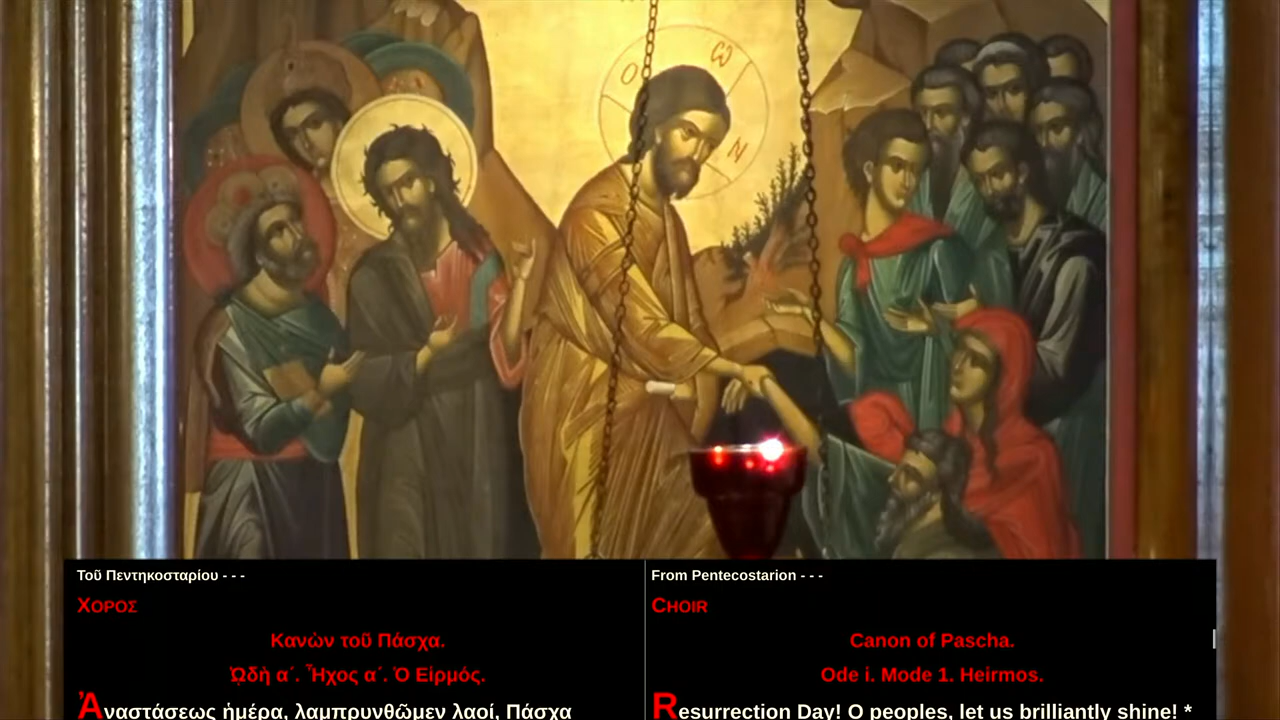 Ο Ω Ν
Τοῦ Πεντηκοσταρίου - - -
ΧΟΡΟΣ
Κανὼν τοῦ Πάσχα.
ᾨδὴ α´. Ἦχος α´. Ὁ Εἱρμός.
Ἀναστάσεως ἡμέρα, λαμπρυνθῶμεν λαοί, Πάσχα
From Pentecostarion - - -
CHOIR
Canon of Pascha.
Ode i. Mode 1. Heirmos.
Resurrection Day! O peoples, let us brilliantly shine! *